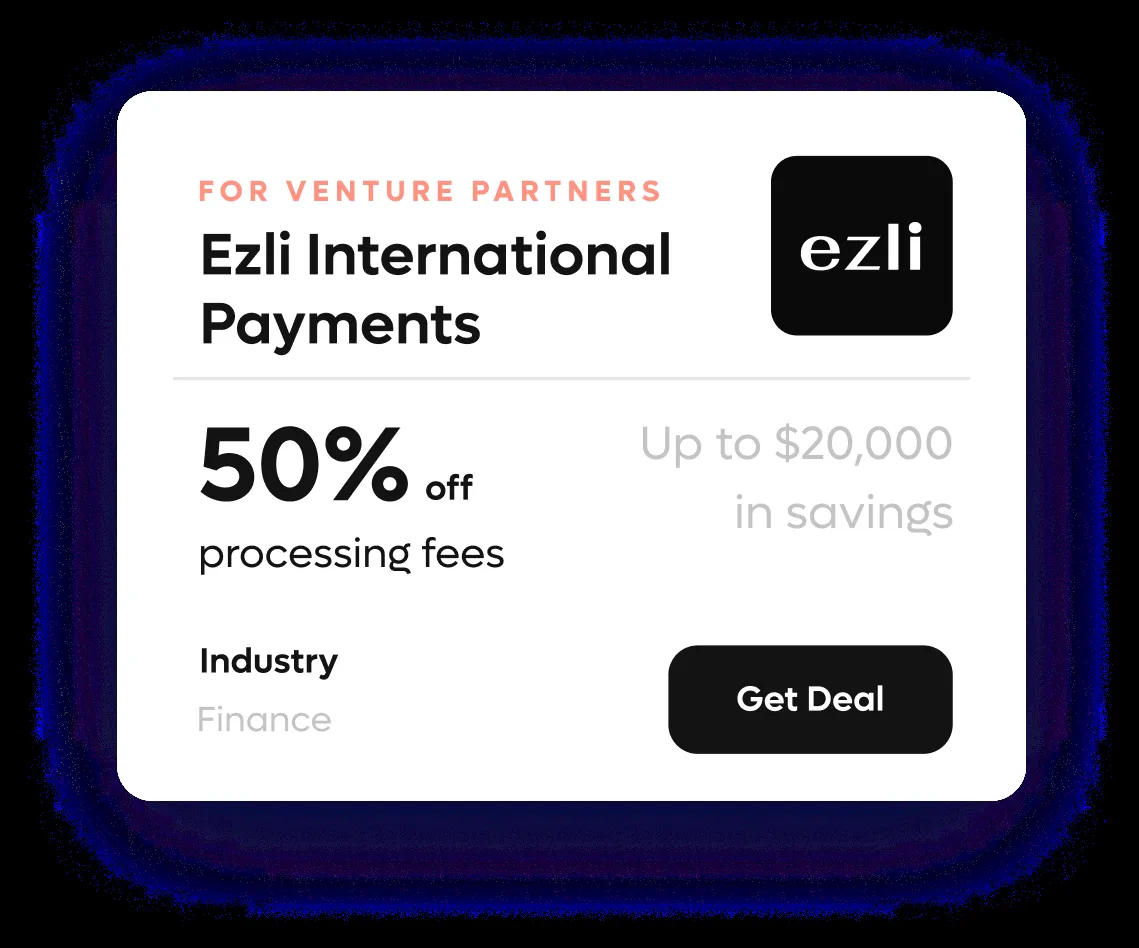 FOR VENTURE PARTNERS
Ezli International
Payments
ezli
50% off
processing fees
Up to $20,000
in savings
Industry
Finance
Get Deal